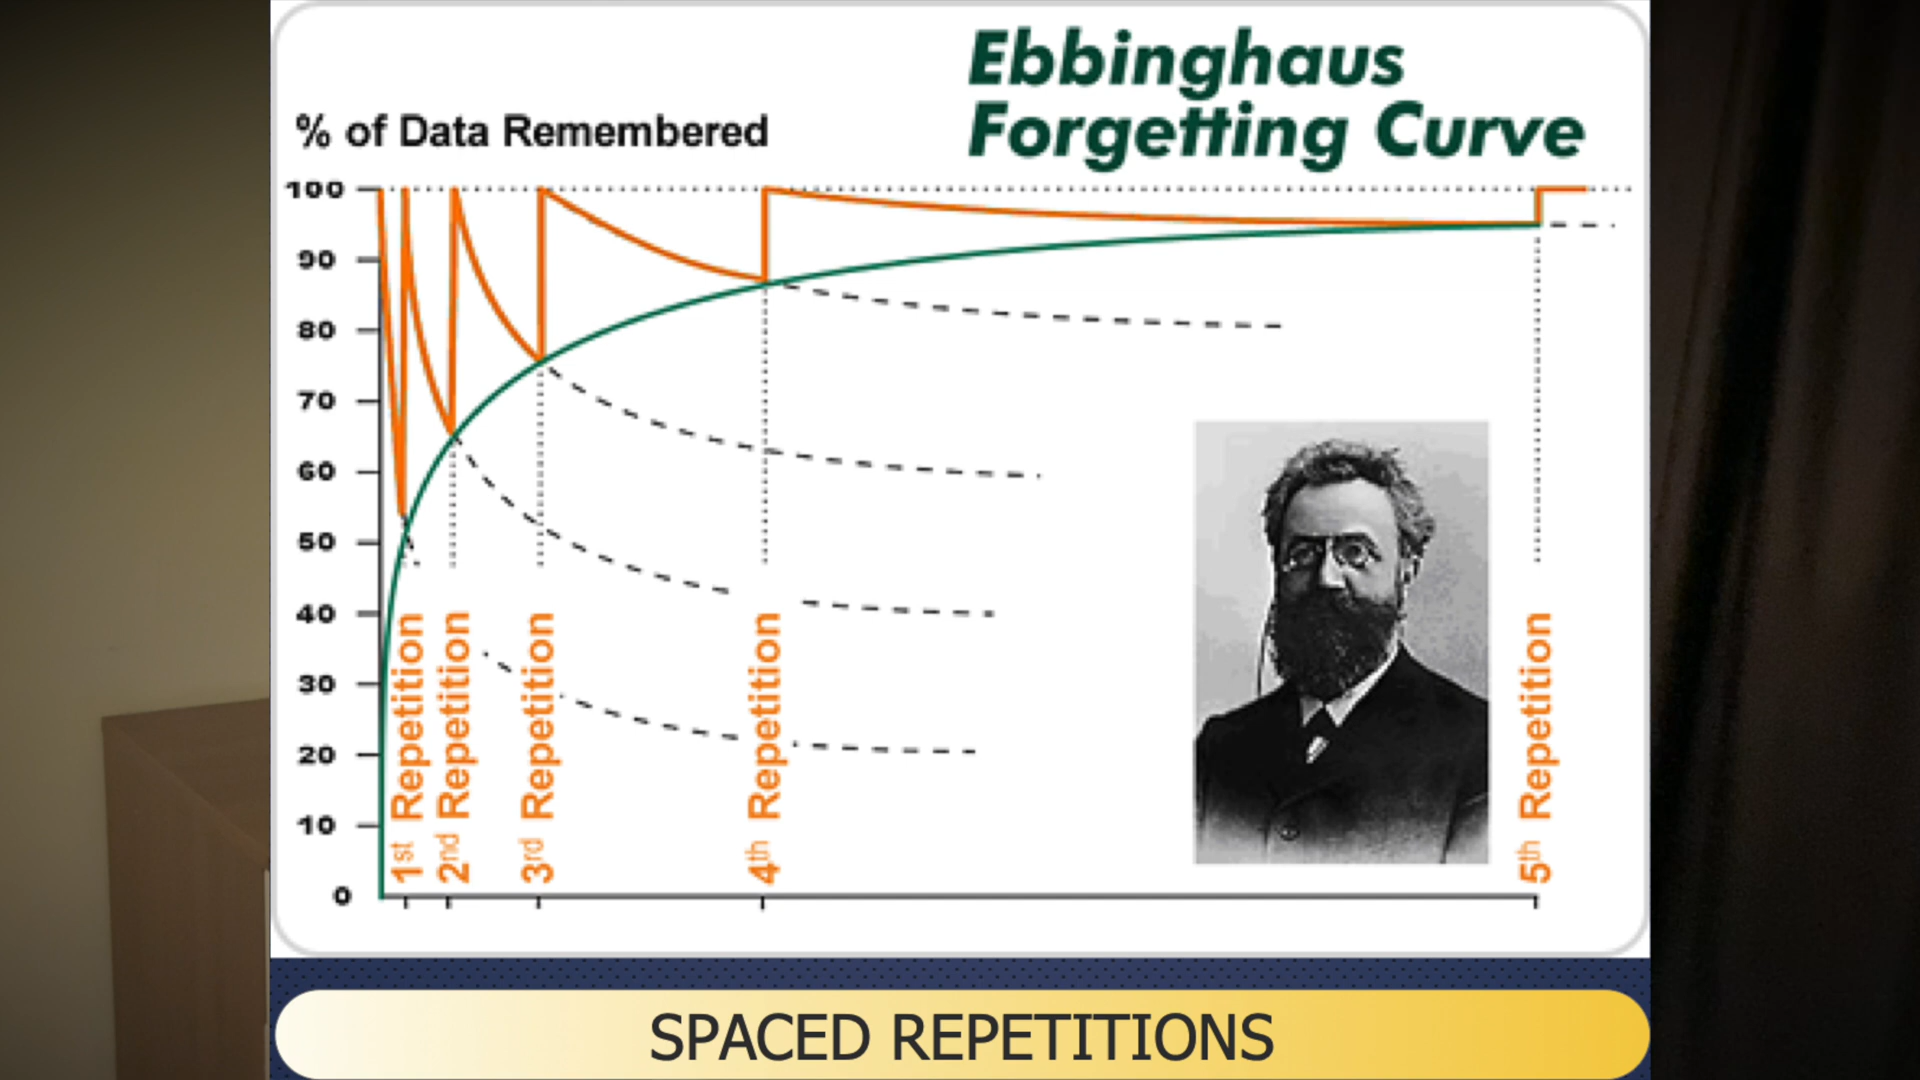 Ebbinghaus
Forgetting Curve
% of Data Remembered
100
90
80
70
60
50
40
30
20
10
0
1st Repetition
2nd Repetition
3rd Repetition
4th Repetition
5th Repetition
SPACED REPETITIONS